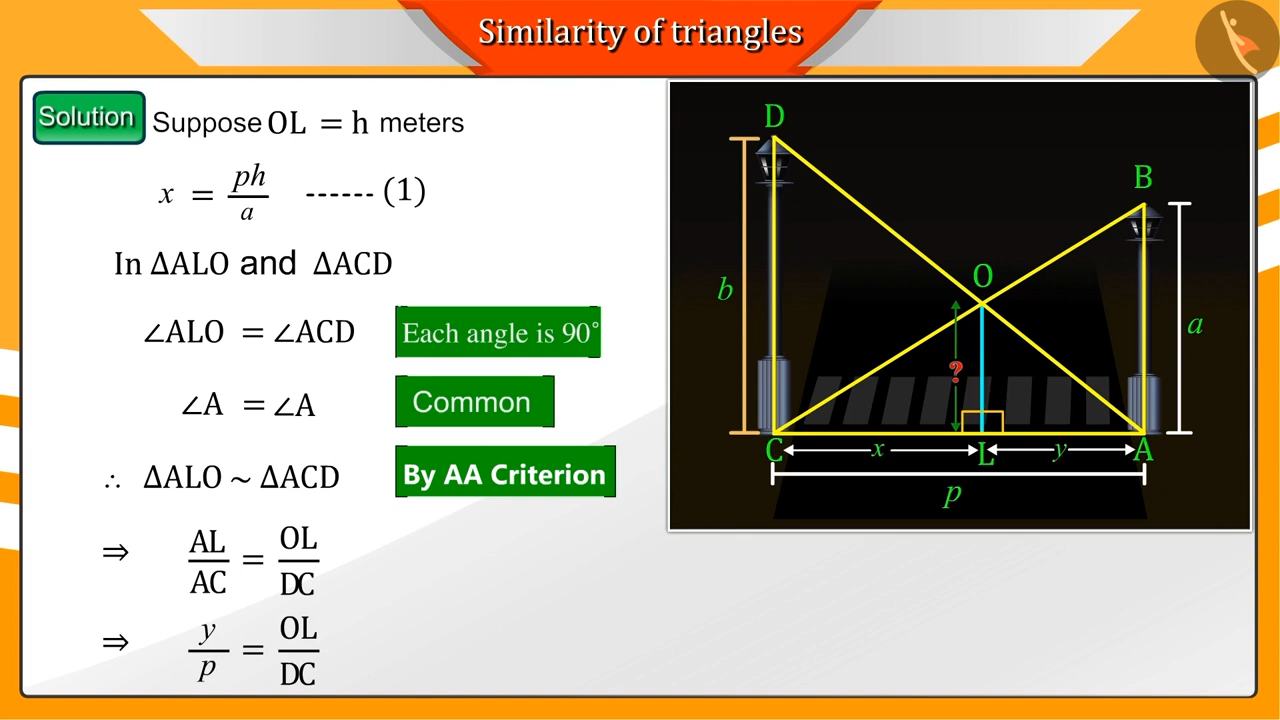 Similarity of triangles
Solution Suppose OL = h meters
x = ph/a ------ (1)
In ΔALO and ΔACD
∠ALO = ∠ACD Each angle is 90°
∠A = ∠A Common
∴ ΔALO ~ ΔACD By AA Criterion
⇒ AL/AC = OL/DC
⇒ y/p = OL/DC
D
B
O
b
a
?
C x L y A
p